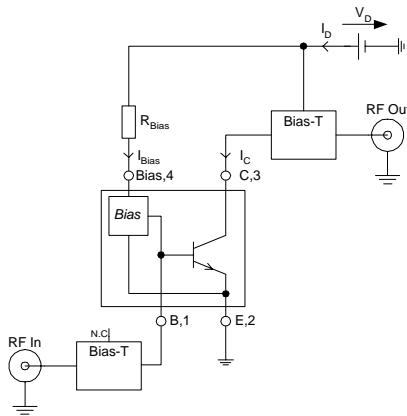 V_D
I_D
RF Out
Bias-T
R_Bias
I_Bias
I_C
Bias,4
C,3
Bias
B,1
E,2
RF In
N.C
Bias-T